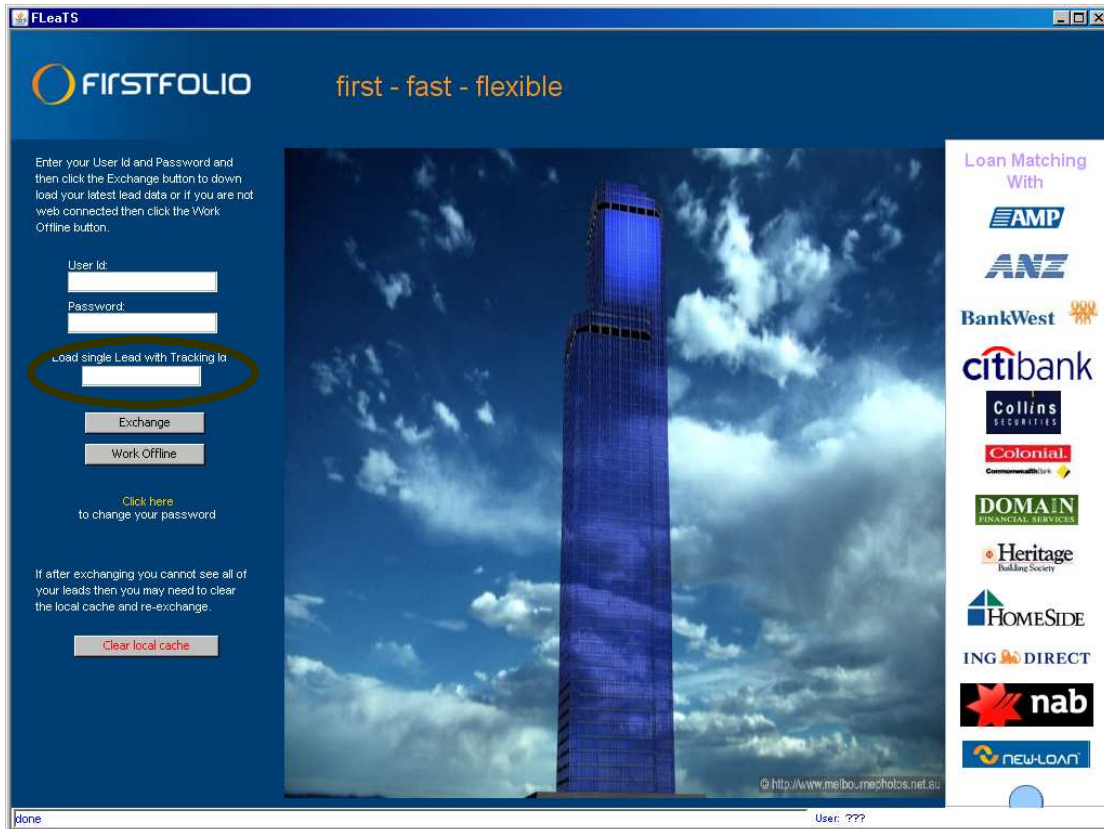 FLeaTS
FIRSTFOLIO
first - fast - flexible
Enter your User Id and Password and
then click the Exchange button to down
load your latest lead data or if you are not
web connected then click the Work
Offline button.
User Id:
Password:
Load single Lead with Tracking Id
Exchange
Work Offline
Click here
to change your password
If after exchanging you cannot see all of
your leads then you may need to clear
the local cache and re-exchange.
Clear local cache
© http://www.melbournephotos.net.au
Loan Matching
With
AMP
ANZ
BankWest
citibank
Collins
SECURITIES
Colonial.
CommonwealthBank
DOMAIN
FINANCIAL SERVICES
Heritage
Building Society
HOMESIDE
ING DIRECT
nab
NEW-LOAN
done
User: ???